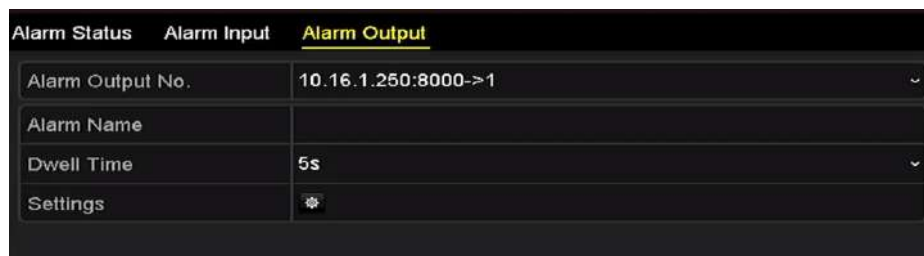 Alarm Status Alarm Input Alarm Output
Alarm Output No. 10.16.1.250:8000->1
Alarm Name
Dwell Time 5s
Settings